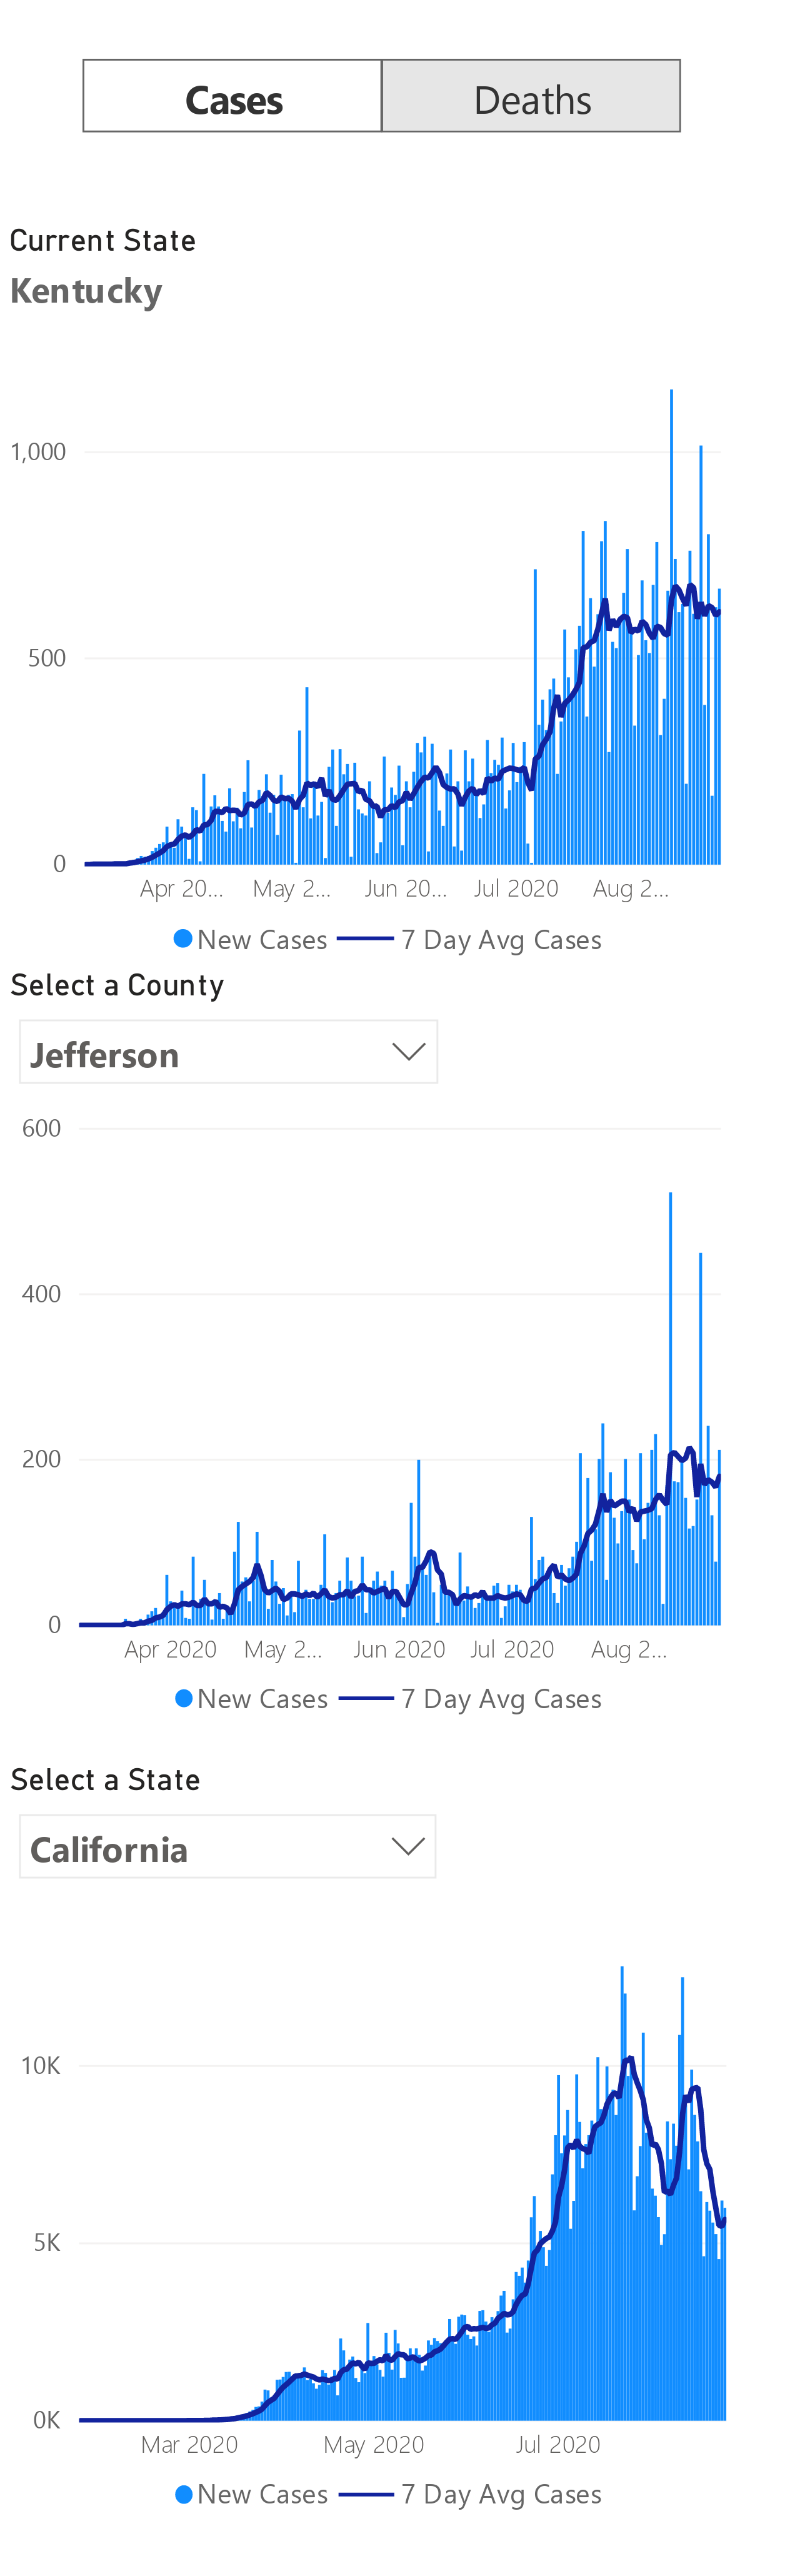 Cases Deaths
Current State
Kentucky
1,000
500
0
Apr 20... May 2... Jun 20... Jul 2020 Aug 2...
New Cases 7 Day Avg Cases
Select a County
Jefferson
600
400
200
0
Apr 2020 May 2... Jun 2020 Jul 2020 Aug 2...
New Cases 7 Day Avg Cases
Select a State
California
10K
5K
0K
Mar 2020 May 2020 Jul 2020
New Cases 7 Day Avg Cases